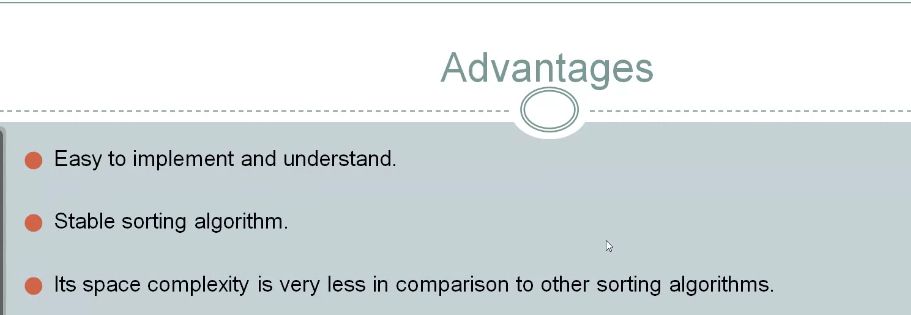 Advantages
Easy to implement and understand.
Stable sorting algorithm.
Its space complexity is very less in comparison to other sorting algorithms.